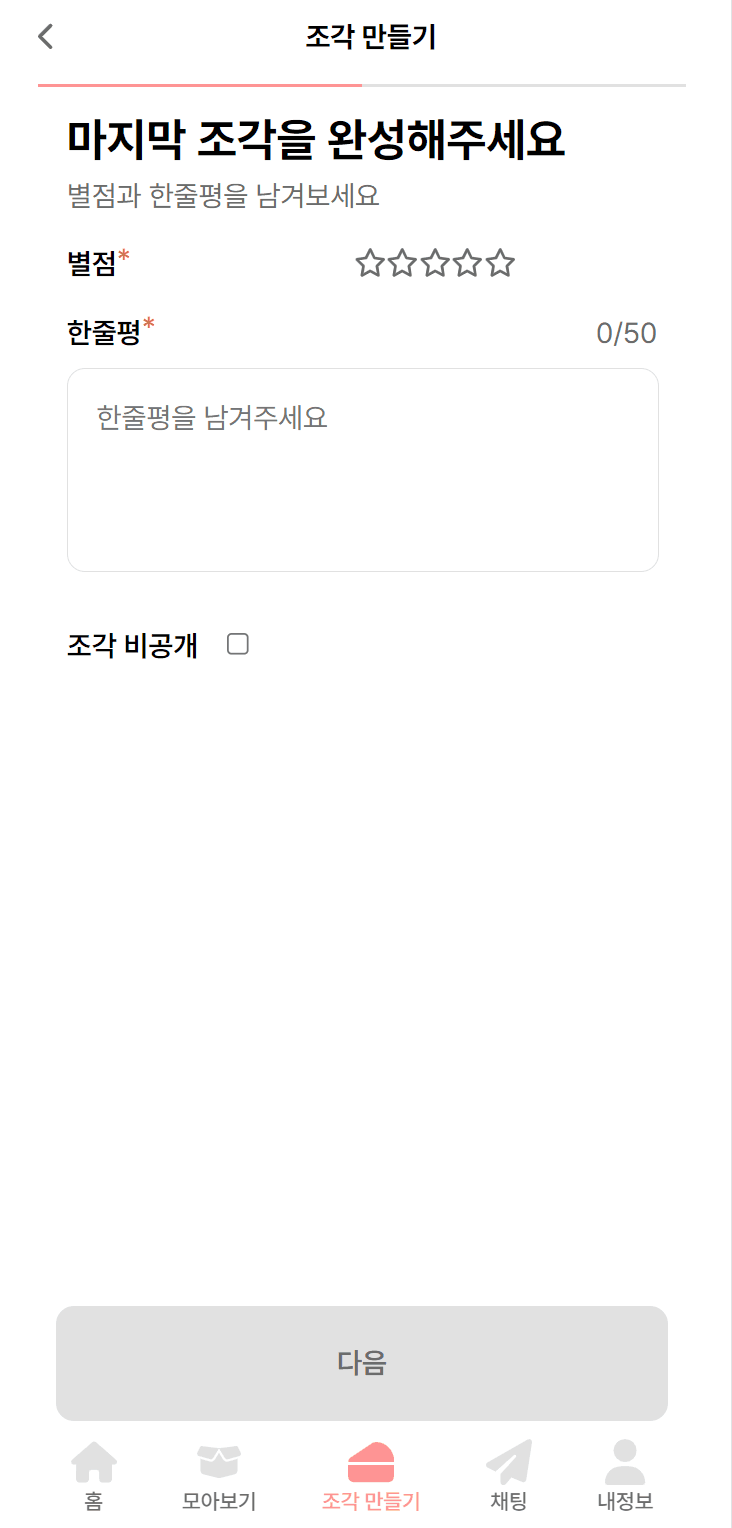 조각 만들기
마지막 조각을 완성해주세요
별점과 한줄평을 남겨보세요
별점*
한줄평* 0/50
한줄평을 남겨주세요
조각 비공개
다음
홈 모아보기 조각 만들기 채팅 내정보